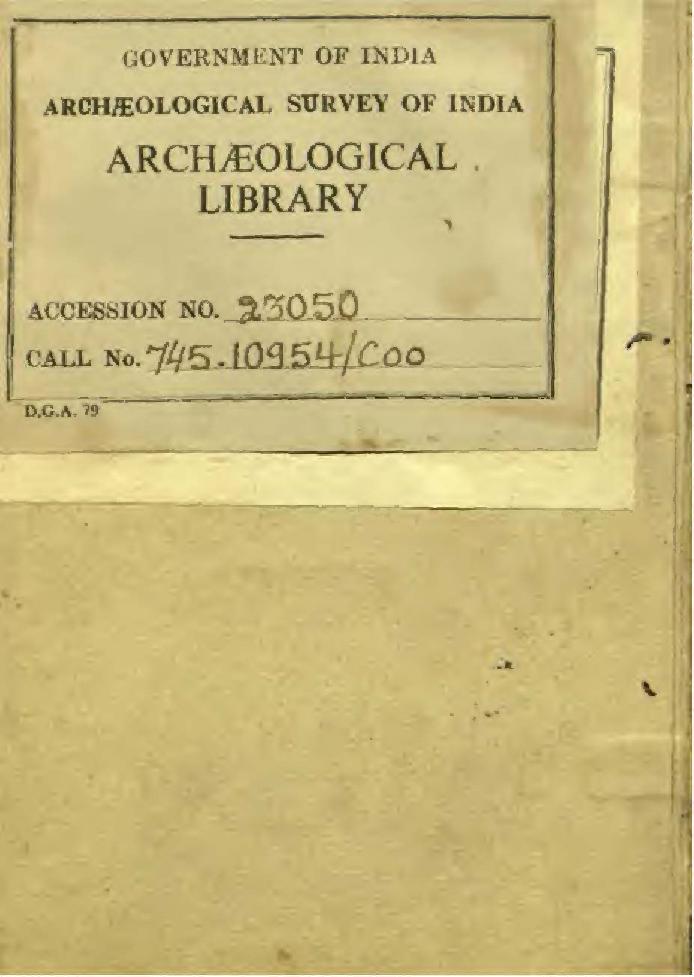 GOVERNMENT OF INDIA
ARCHÆOLOGICAL SURVEY OF INDIA
ARCHÆOLOGICAL
LIBRARY
ACCESSION NO. 23050
CALL No. 745.10954/Coo
D.G.A. 79